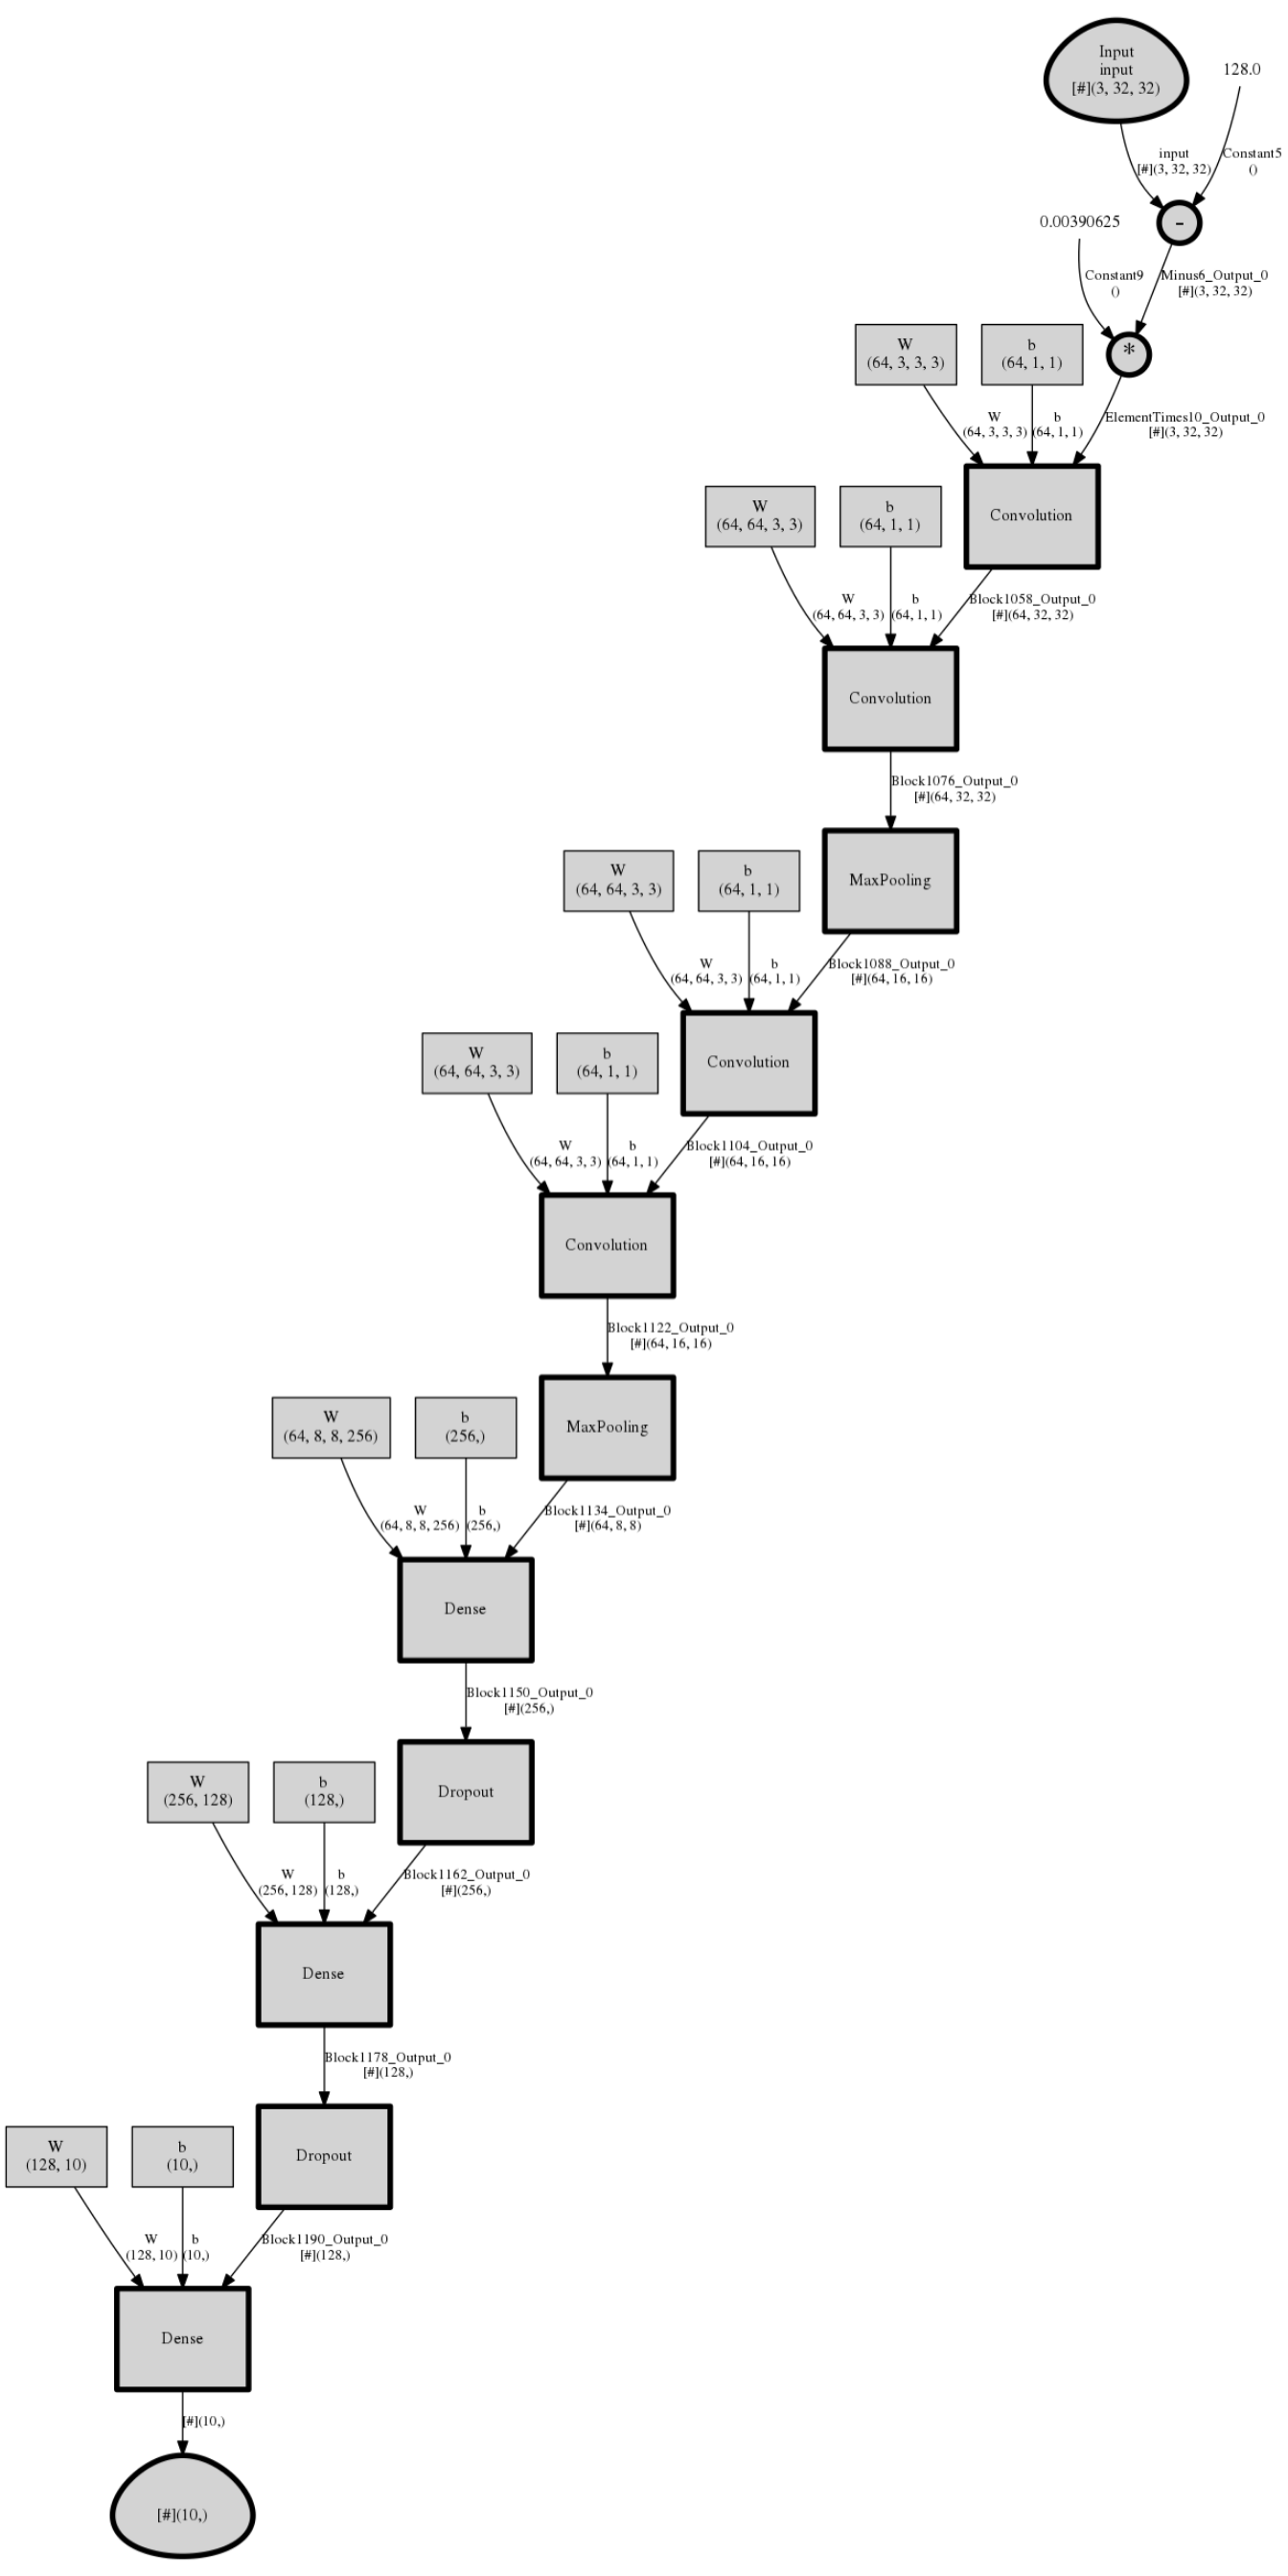 Input
input
[#](3, 32, 32)
128.0
input
[#](3, 32, 32)
Constant5
()
0.00390625
-
Constant9
()
Minus6_Output_0
[#](3, 32, 32)
W
(64, 3, 3, 3)
b
(64, 1, 1)
*
W
(64, 3, 3, 3)
b
(64, 1, 1)
ElementTimes10_Output_0
[#](3, 32, 32)
W
(64, 64, 3, 3)
b
(64, 1, 1)
Convolution
W
(64, 64, 3, 3)
b
(64, 1, 1)
Block1058_Output_0
[#](64, 32, 32)
Convolution
Block1076_Output_0
[#](64, 32, 32)
W
(64, 64, 3, 3)
b
(64, 1, 1)
MaxPooling
W
(64, 64, 3, 3)
b
(64, 1, 1)
Block1088_Output_0
[#](64, 16, 16)
W
(64, 64, 3, 3)
b
(64, 1, 1)
Convolution
W
(64, 64, 3, 3)
b
(64, 1, 1)
Block1104_Output_0
[#](64, 16, 16)
Convolution
Block1122_Output_0
[#](64, 16, 16)
W
(64, 8, 8, 256)
b
(256,)
MaxPooling
W
(64, 8, 8, 256)
b
(256,)
Block1134_Output_0
[#](64, 8, 8)
Dense
Block1150_Output_0
[#](256,)
W
(256, 128)
b
(128,)
Dropout
W
(256, 128)
b
(128,)
Block1162_Output_0
[#](256,)
Dense
Block1178_Output_0
[#](128,)
W
(128, 10)
b
(10,)
Dropout
W
(128, 10)
b
(10,)
Block1190_Output_0
[#](128,)
Dense
[#](10,)
[#](10,)